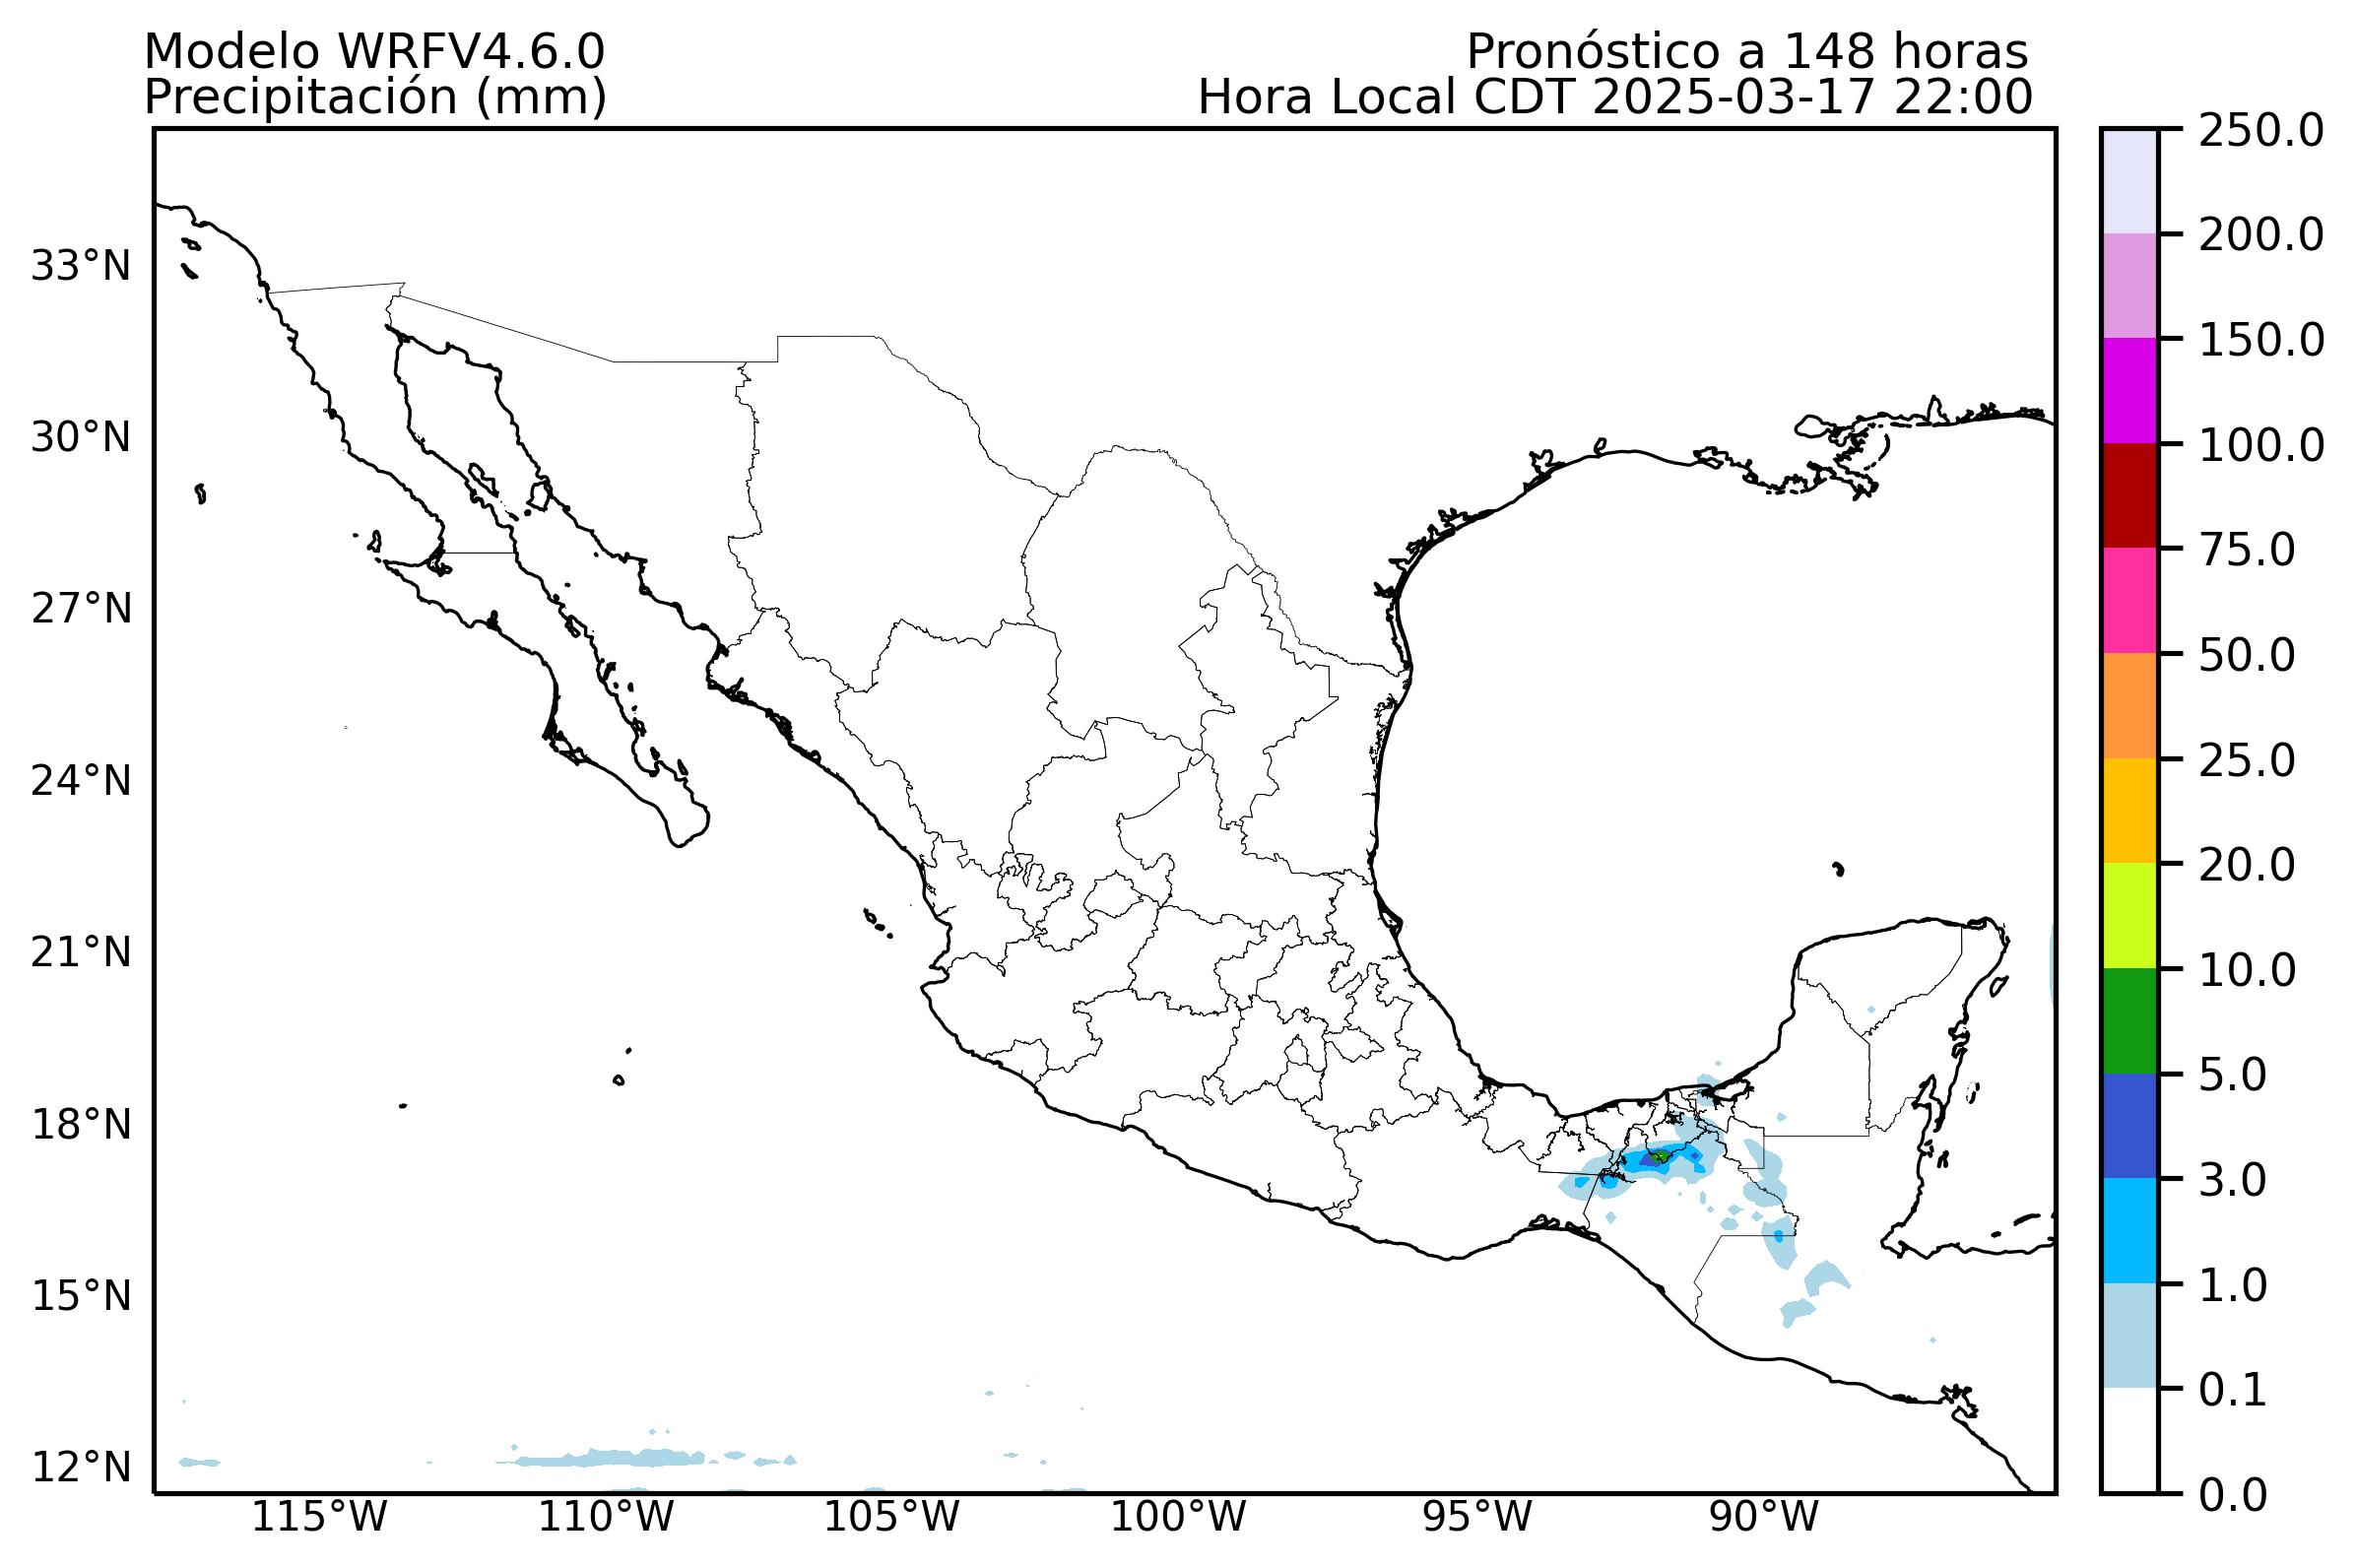 Modelo WRFV4.6.0
Precipitación (mm)
Pronóstico a 148 horas
Hora Local CDT 2025-03-17 22:00
33°N
30°N
27°N
24°N
21°N
18°N
15°N
12°N
115°W
110°W
105°W
100°W
95°W
90°W
250.0
200.0
150.0
100.0
75.0
50.0
25.0
20.0
10.0
5.0
3.0
1.0
0.1
0.0